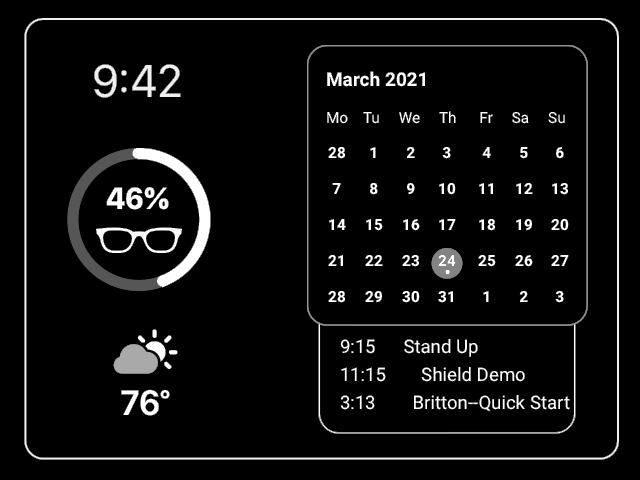 9:42
46%
76°
March 2021
Mo Tu We Th Fr Sa Su
28 1 2 3 4 5 6
7 8 9 10 11 12 13
14 15 16 17 18 19 20
21 22 23 24 25 26 27
28 29 30 31 1 2 3
9:15 Stand Up
11:15 Shield Demo
3:13 Britton--Quick Start